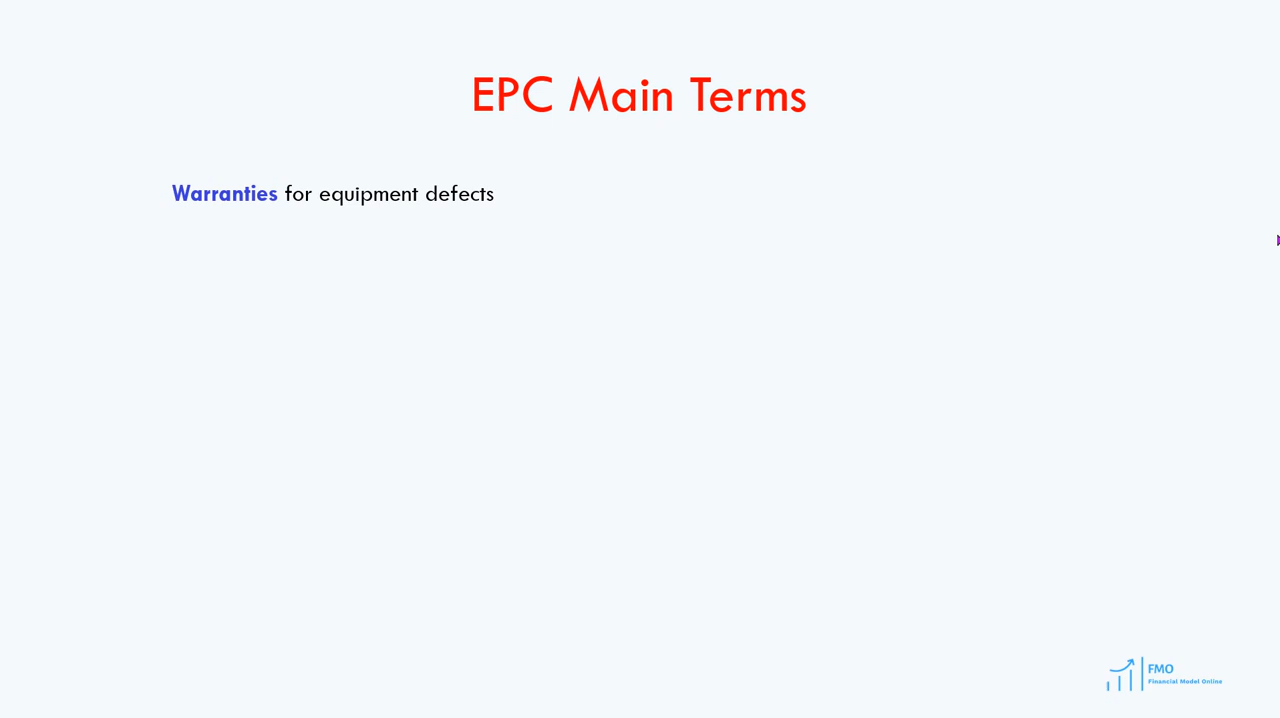 EPC Main Terms
Warranties for equipment defects
FMO
Financial Model Online